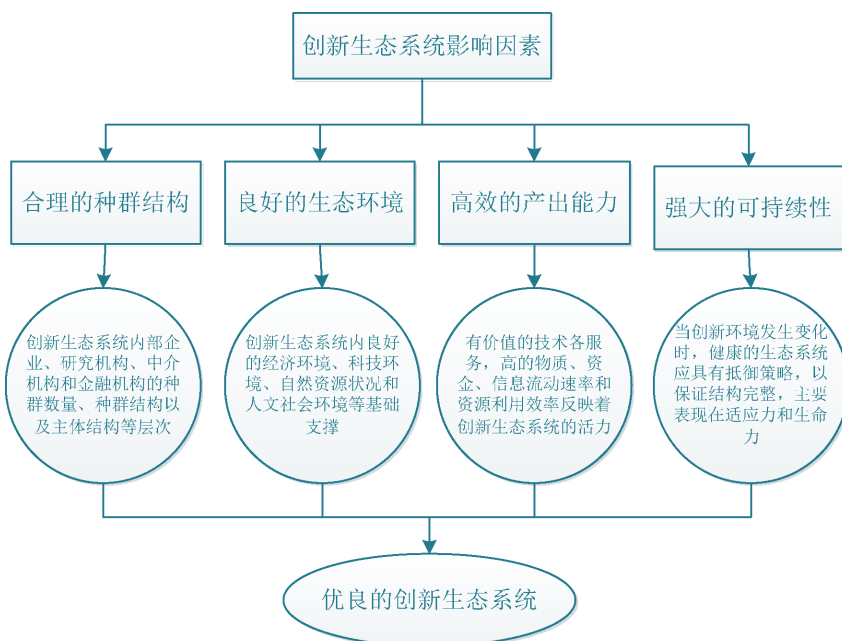 创新生态系统影响因素
合理的种群结构
良好的生态环境
高效的产出能力
强大的可持续性
创新生态系统内部企
业、研究机构、中介
机构和金融机构的种
群数量、种群结构以
及主体结构等层次
创新生态系统内良好
的经济环境、科技环
境、自然资源状况和
人文社会环境等基础
支撑
有价值的技术各服
务，高的物质、资
金、信息流动速率和
资源利用效率反映着
创新生态系统的活力
当创新环境发生变化
时，健康的生态系统
应具有抵御策略，以
保证结构完整，主要
表现在适应力和生命
力
优良的创新生态系统